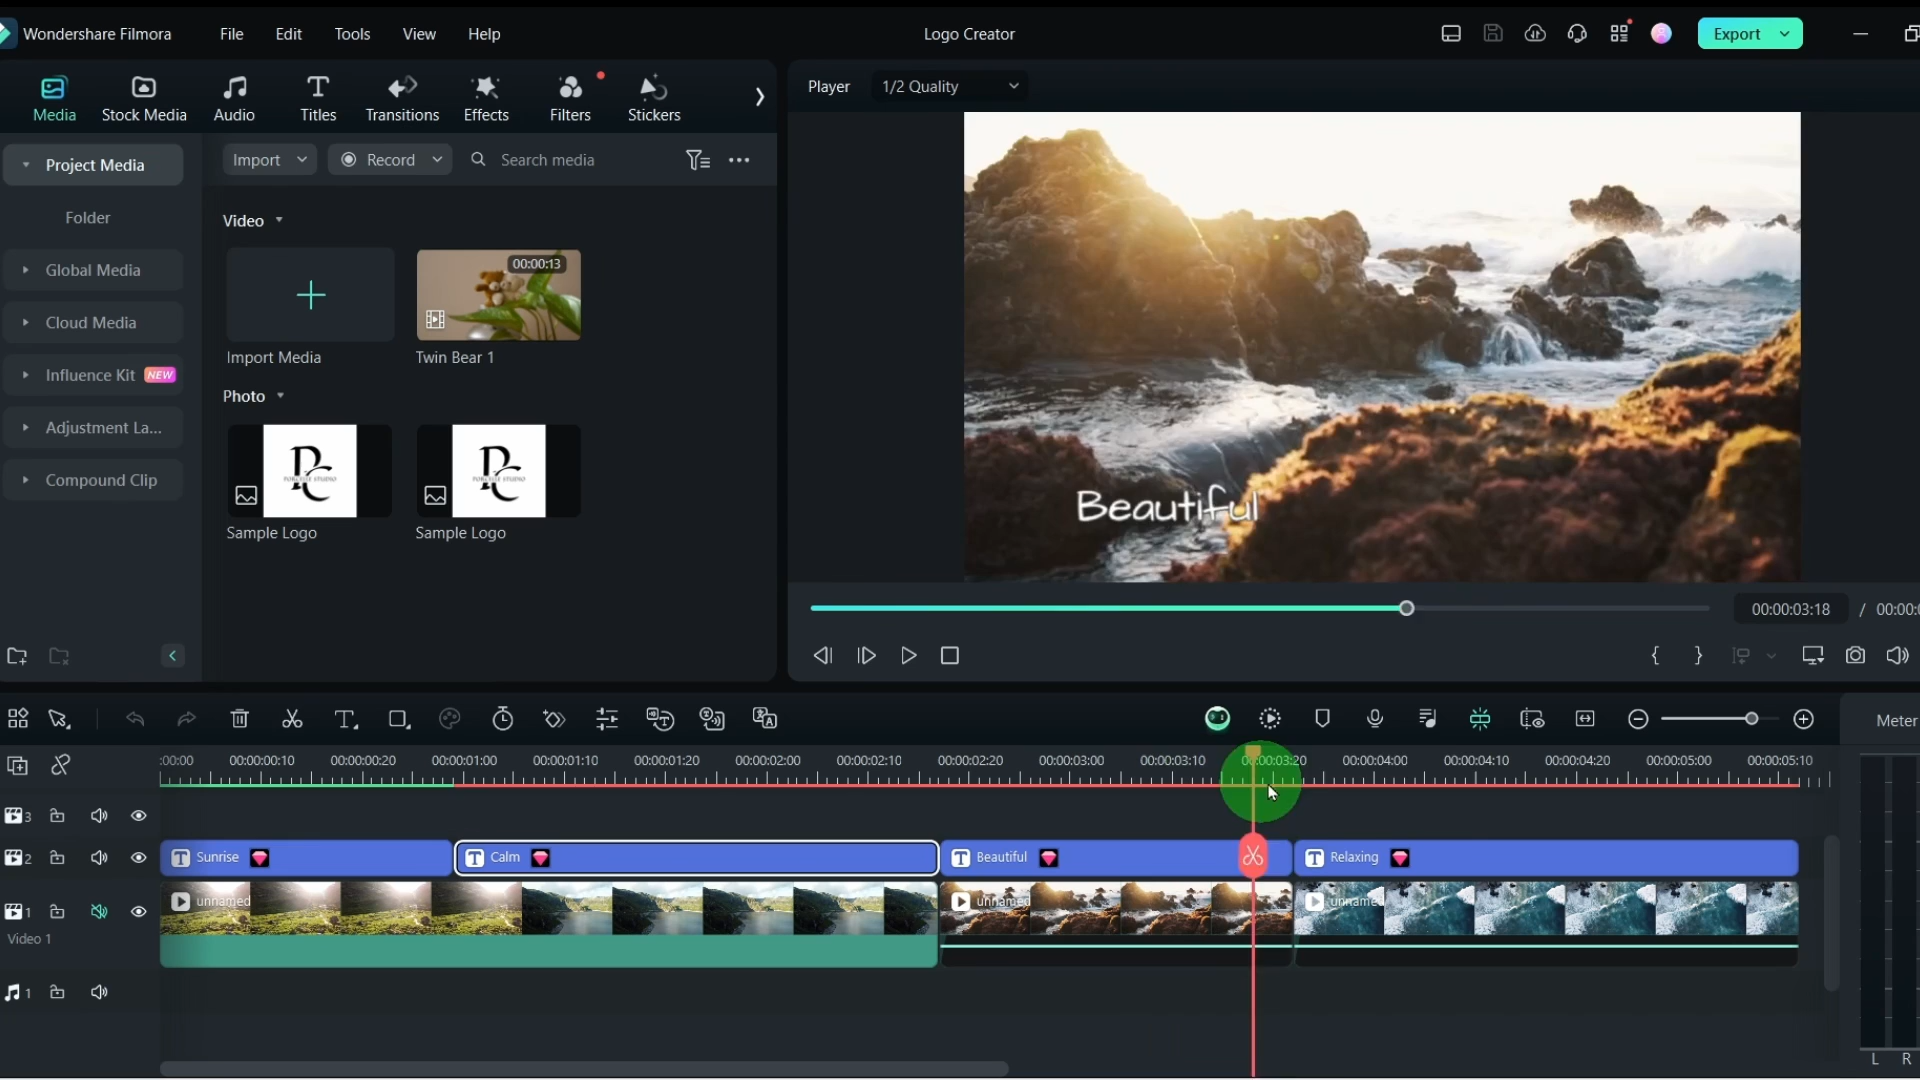 Wondershare Filmora File Edit Tools View Help Logo Creator Export
Media Stock Media Audio Titles Transitions Effects Filters Stickers
Player 1/2 Quality
Project Media Import Record Search media
Folder
Video
Global Media
00:00:13
Cloud Media
Import Media Twin Bear 1
Influence Kit NEW
Photo
Adjustment La...
Compound Clip
PORCELLE STUDIO PORCELLE STUDIO
Sample Logo Sample Logo
Beautiful
00:00:03:18 / 00:00:
Meter
:00:00 00:00:00:10 00:00:00:20 00:00:01:00 00:00:01:10 00:00:01:20 00:00:02:00 00:00:02:10 00:00:02:20 00:00:03:00 00:00:03:10 00:00:03:20 00:00:04:00 00:00:04:10 00:00:04:20 00:00:05:00 00:00:05:10
3
2 T Sunrise T Calm T Beautiful T Relaxing
1 unnamed unnamed unnamed
Video 1
1
L R